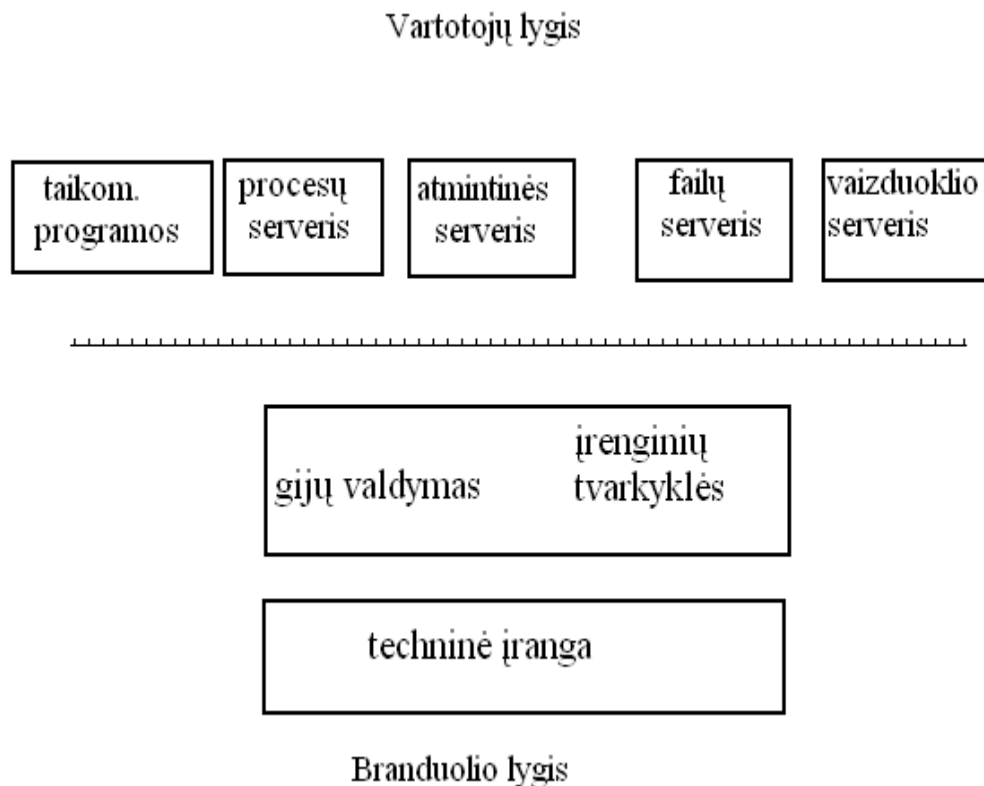 Vartotojų lygis
taikom.
programos
procesų
serveris
atmintinės
serveris
failų
serveris
vaizduoklio
serveris
gijų valdymas
įrenginių
tvarkyklės
techninė įranga
Branduolio lygis